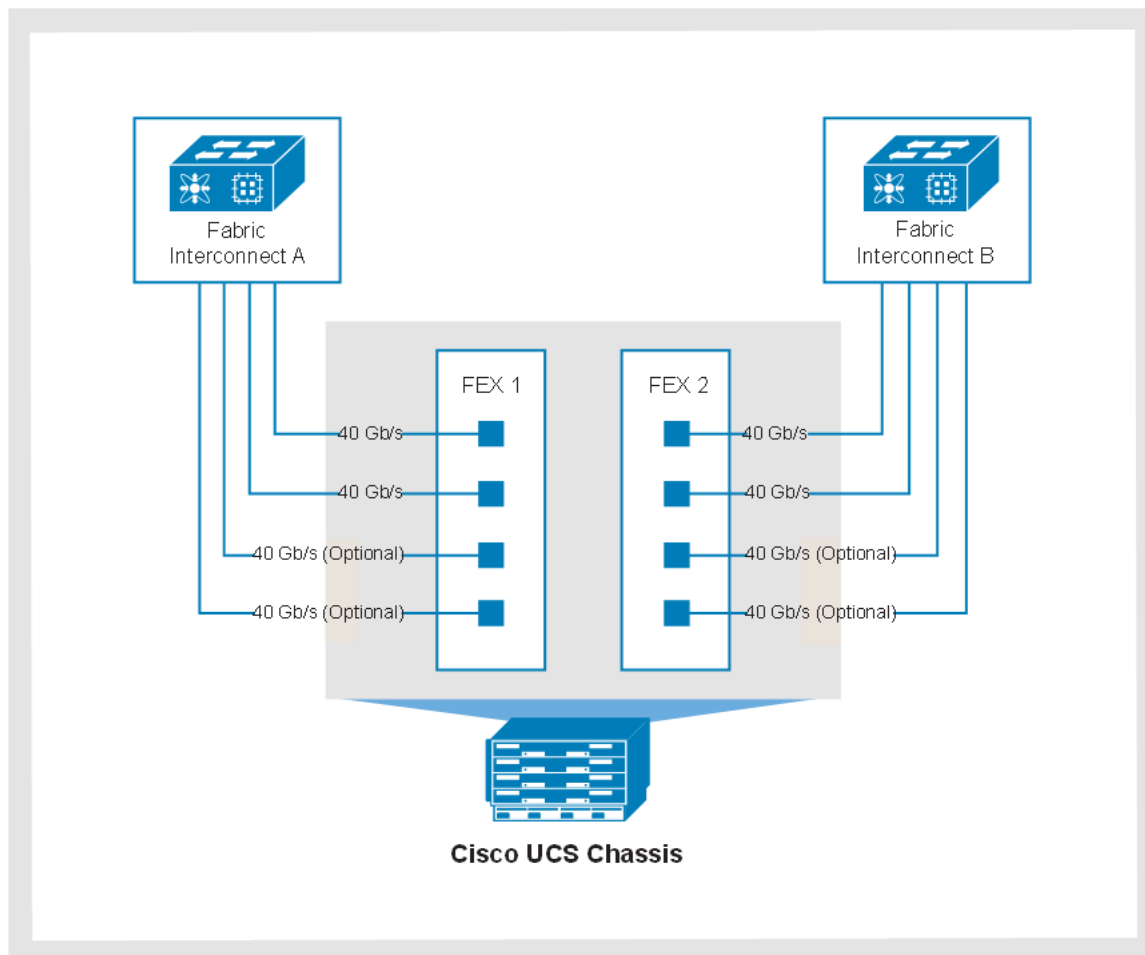 Fabric
Interconnect A
Fabric
Interconnect B
FEX 1
FEX 2
40 Gb/s
40 Gb/s
40 Gb/s
40 Gb/s
40 Gb/s (Optional)
40 Gb/s (Optional)
40 Gb/s (Optional)
40 Gb/s (Optional)
Cisco UCS Chassis